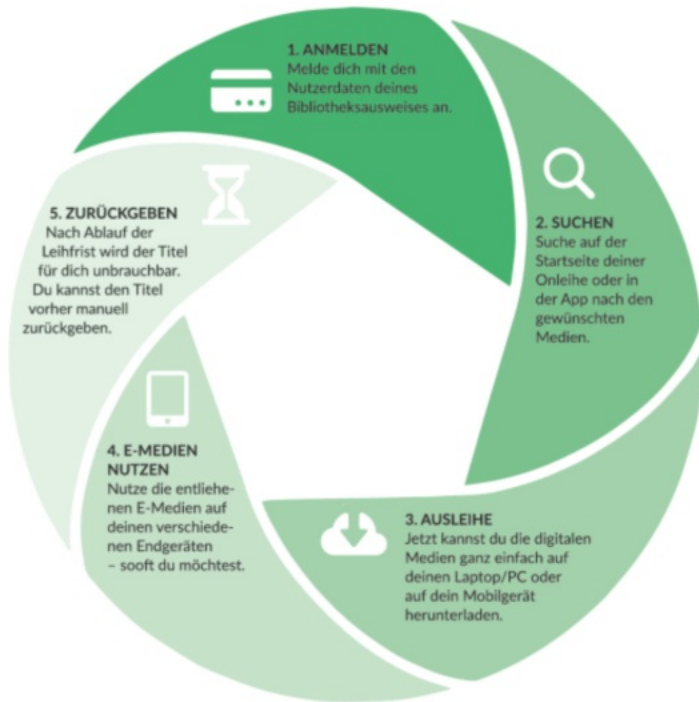 1. ANMELDEN
Melde dich mit den
Nutzerdaten deines
Bibliotheksausweises an.
2. SUCHEN
Suche auf der
Startseite deiner
Onleihe oder in
der App nach den
gewünschten
Medien.
3. AUSLEIHE
Jetzt kannst du die digitalen
Medien ganz einfach auf
deinen Laptop/PC oder
auf dein Mobilgerät
herunterladen.
4. E-MEDIEN
NUTZEN
Nutze die entliehe-
nen E-Medien auf
deinen verschiede-
nen Endgeräten
– sooft du möchtest.
5. ZURÜCKGEBEN
Nach Ablauf der
Leihfrist wird der Titel
für dich unbrauchbar.
Du kannst den Titel
vorher manuell
zurückgeben.